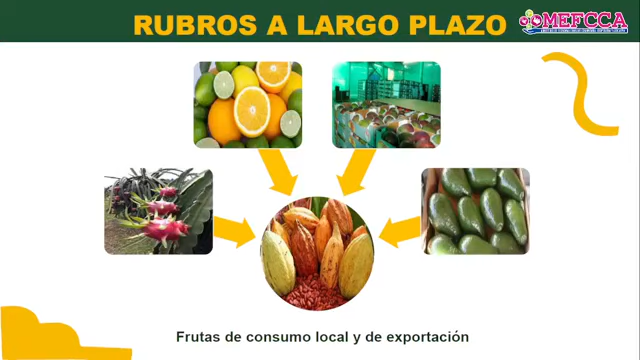 RUBROS A LARGO PLAZO
MEFCCA
Frutas de consumo local y de exportación